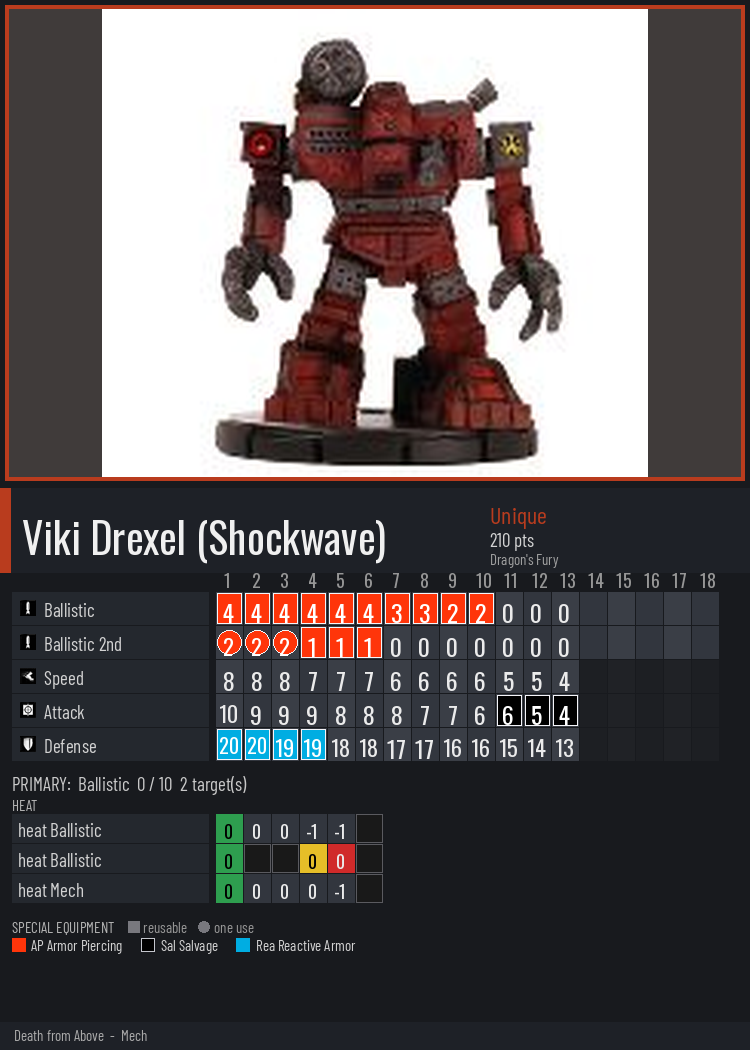 Viki Drexel (Shockwave)
Unique
210 pts
Dragon's Fury
1 2 3 4 5 6 7 8 9 10 11 12 13 14 15 16 17 18
Ballistic 4 4 4 4 4 4 3 3 2 2 0 0 0
Ballistic 2nd 2 2 2 1 1 1 0 0 0 0 0 0 0
Speed 8 8 8 7 7 7 6 6 6 6 5 5 4
Attack 10 9 9 9 8 8 8 7 7 6 6 5 4
Defense 20 20 19 19 18 18 17 17 16 16 15 14 13
PRIMARY: Ballistic 0 / 10 2 target(s)
HEAT
heat Ballistic 0 0 0 -1 -1
heat Ballistic 0 0 0
heat Mech 0 0 0 0 -1
SPECIAL EQUIPMENT reusable one use
AP Armor Piercing Sal Salvage Rea Reactive Armor
Death from Above - Mech